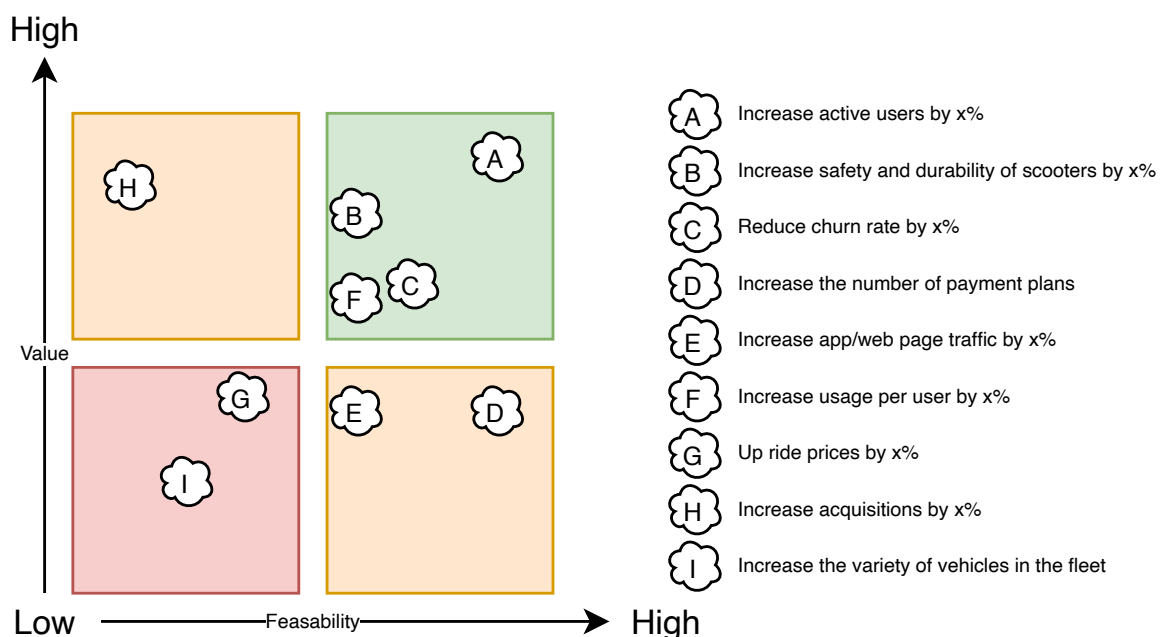 High
H
A
B
F
C
Value
G
I
E
D
Low
Feasability
High
A Increase active users by x%
B Increase safety and durability of scooters by x%
C Reduce churn rate by x%
D Increase the number of payment plans
E Increase app/web page traffic by x%
F Increase usage per user by x%
G Up ride prices by x%
H Increase acquisitions by x%
I Increase the variety of vehicles in the fleet